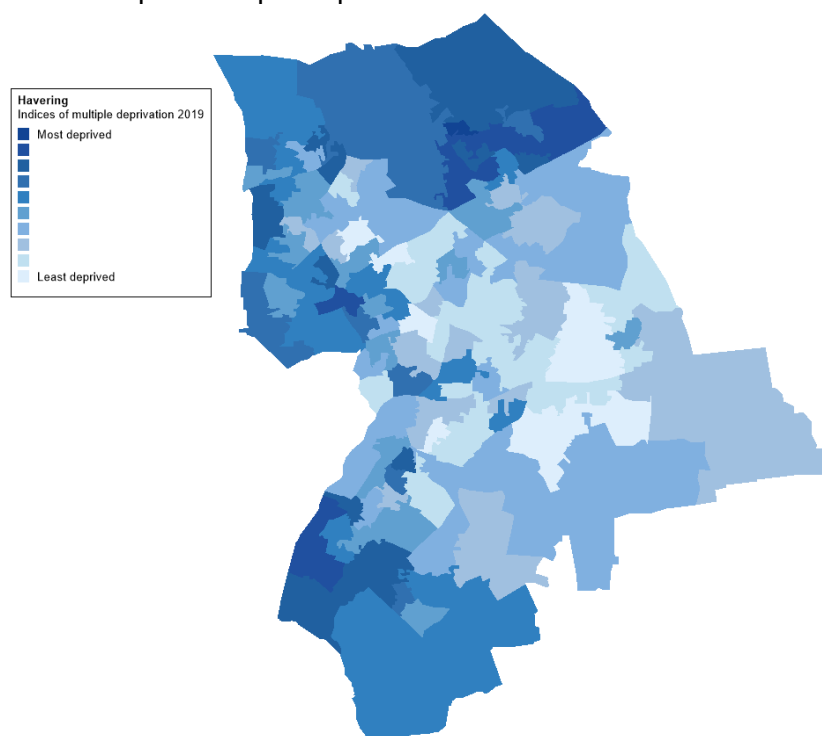 Havering
Indices of multiple deprivation 2019
Most deprived
Least deprived